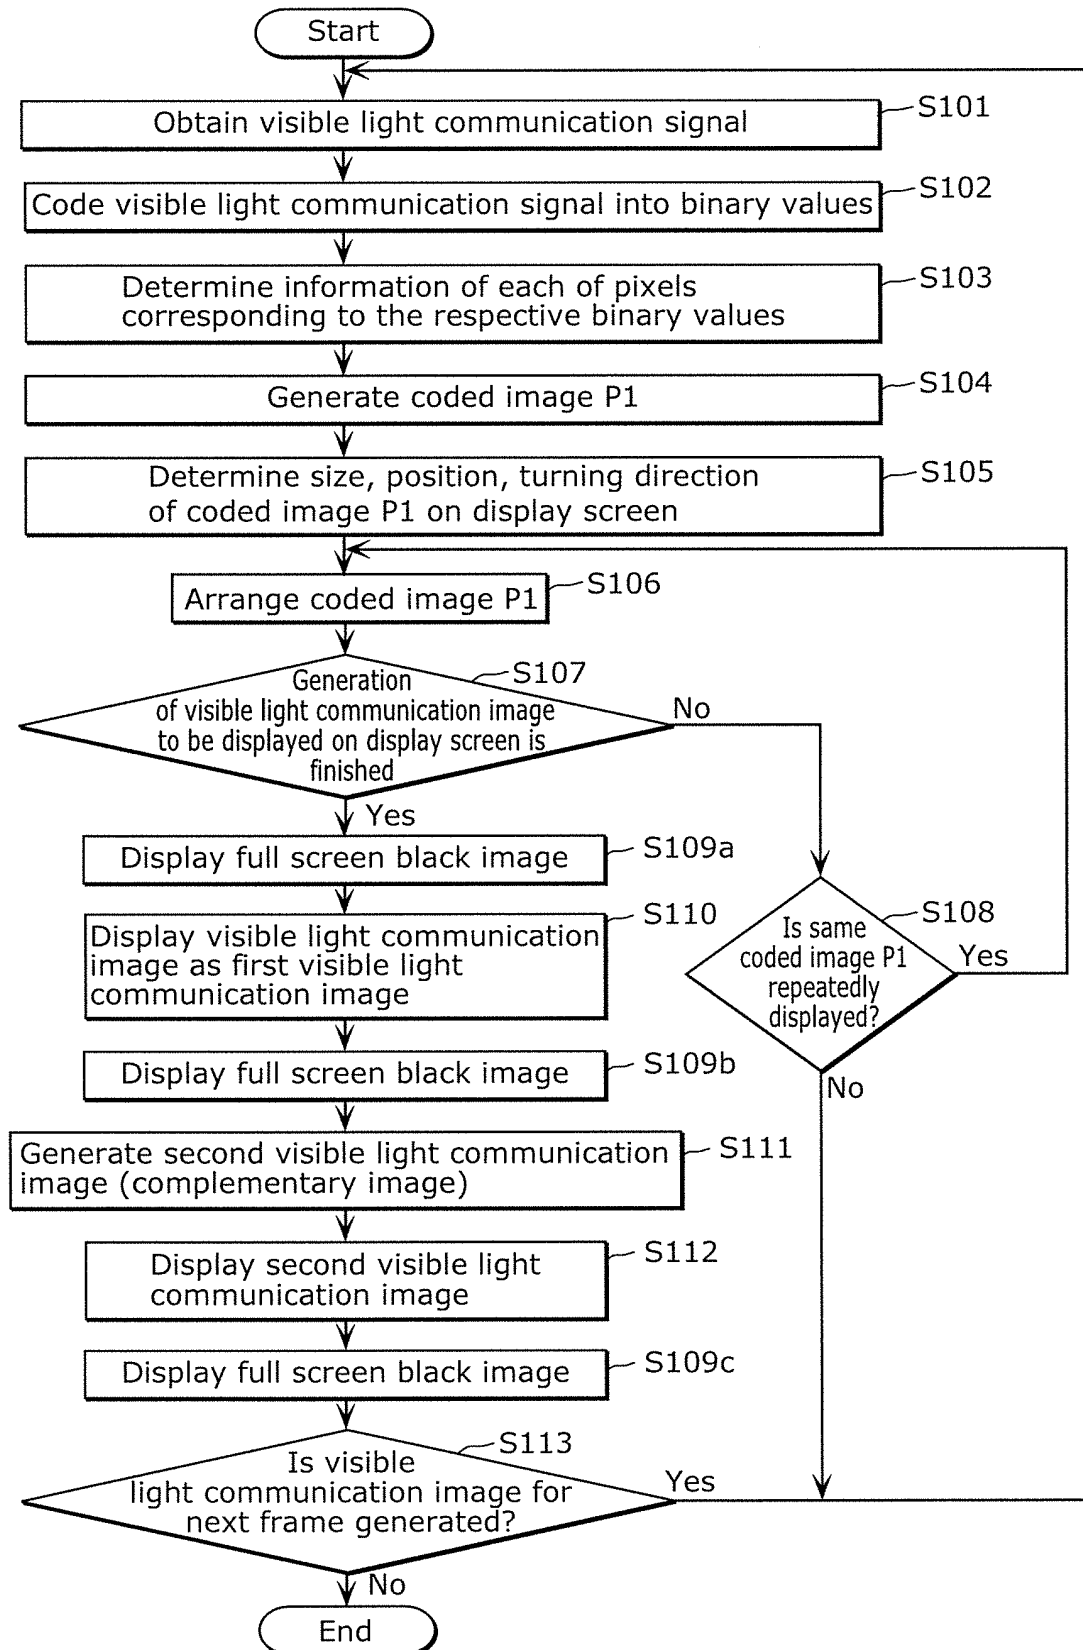 Start
Obtain visible light communication signal
S101
Code visible light communication signal into binary values
S102
Determine information of each of pixels
corresponding to the respective binary values
S103
Generate coded image P1
S104
Determine size, position, turning direction
of coded image P1 on display screen
S105
Arrange coded image P1
S106
Generation
of visible light communication image
to be displayed on display screen is
finished
S107
No
Yes
Display full screen black image
S109a
Display visible light communication
image as first visible light
communication image
S110
Is same
coded image P1
repeatedly
displayed?
S108
Yes
No
Display full screen black image
S109b
Generate second visible light communication
image (complementary image)
S111
Display second visible light
communication image
S112
Display full screen black image
S109c
Is visible
light communication image for
next frame generated?
S113
Yes
No
End